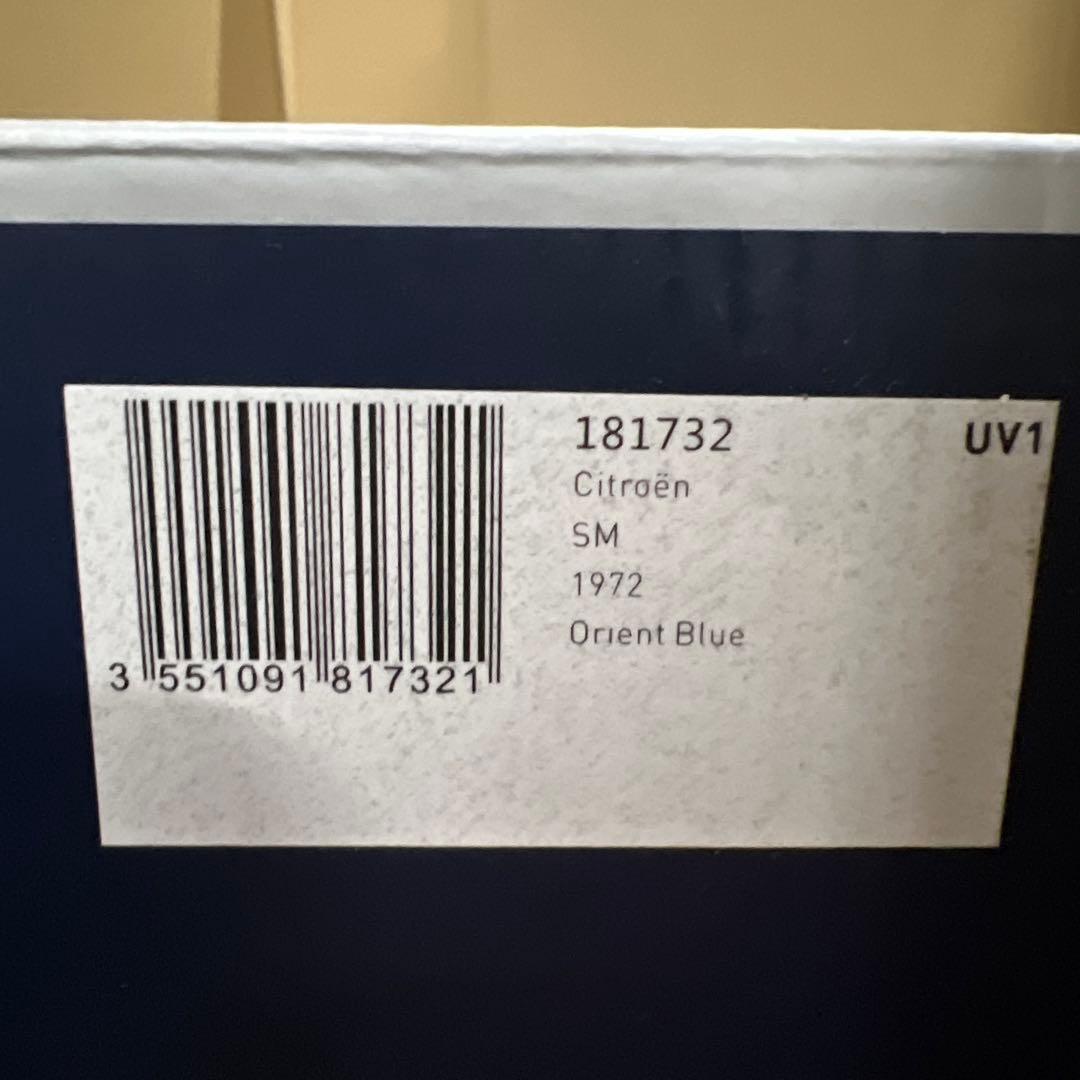 181732 UV1
Citroën
SM
1972
Orient Blue
3 551091 817321